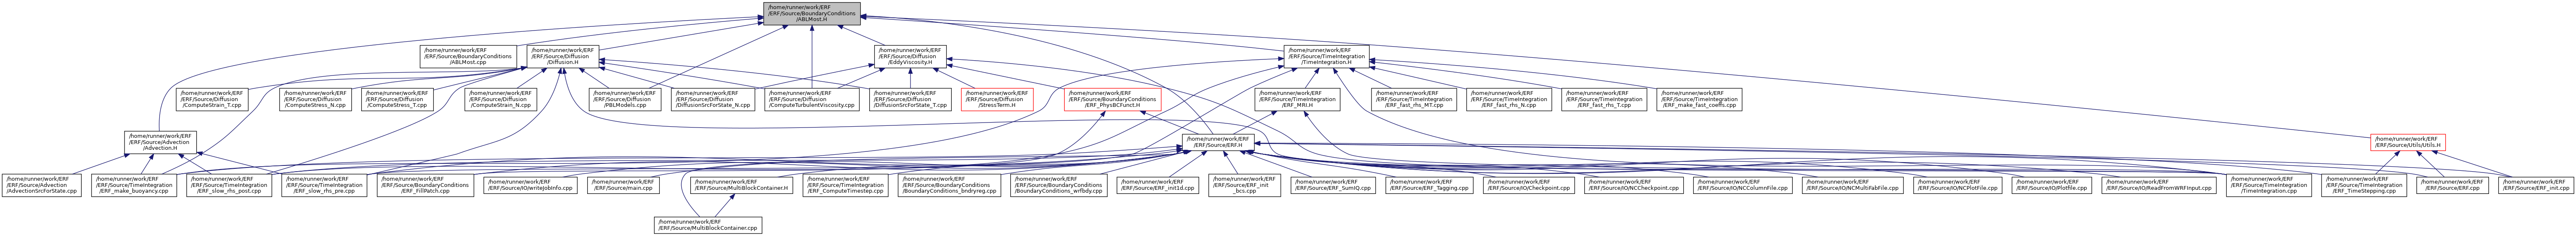 /home/runner/work/ERF
/ERF/Source/BoundaryConditions
/ABLMost.H
/home/runner/work/ERF
/ERF/Source/BoundaryConditions
/ABLMost.cpp
/home/runner/work/ERF
/ERF/Source/Diffusion
/Diffusion.H
/home/runner/work/ERF
/ERF/Source/Diffusion
/EddyViscosity.H
/home/runner/work/ERF
/ERF/Source/TimeIntegration
/TimeIntegration.H
/home/runner/work/ERF
/ERF/Source/Diffusion
/ComputeStrain_T.cpp
/home/runner/work/ERF
/ERF/Source/Diffusion
/ComputeStress_N.cpp
/home/runner/work/ERF
/ERF/Source/Diffusion
/ComputeStress_T.cpp
/home/runner/work/ERF
/ERF/Source/Diffusion
/ComputeStrain_N.cpp
/home/runner/work/ERF
/ERF/Source/Diffusion
/PBLModels.cpp
/home/runner/work/ERF
/ERF/Source/Diffusion
/DiffusionSrcForState_N.cpp
/home/runner/work/ERF
/ERF/Source/Diffusion
/ComputeTurbulentViscosity.cpp
/home/runner/work/ERF
/ERF/Source/Diffusion
/DiffusionSrcForState_T.cpp
/home/runner/work/ERF
/ERF/Source/Diffusion
/StressTerm.H
/home/runner/work/ERF
/ERF/Source/BoundaryConditions
/ERF_PhysBCFunct.H
/home/runner/work/ERF
/ERF/Source/TimeIntegration
/ERF_MRI.H
/home/runner/work/ERF
/ERF/Source/TimeIntegration
/ERF_fast_rhs_MT.cpp
/home/runner/work/ERF
/ERF/Source/TimeIntegration
/ERF_fast_rhs_N.cpp
/home/runner/work/ERF
/ERF/Source/TimeIntegration
/ERF_fast_rhs_T.cpp
/home/runner/work/ERF
/ERF/Source/TimeIntegration
/ERF_make_fast_coeffs.cpp
/home/runner/work/ERF
/ERF/Source/Advection
/Advection.H
/home/runner/work/ERF
/ERF/Source/ERF.H
/home/runner/work/ERF
/ERF/Source/Utils/Utils.H
/home/runner/work/ERF
/ERF/Source/Advection
/AdvectionSrcForState.cpp
/home/runner/work/ERF
/ERF/Source/TimeIntegration
/ERF_make_buoyancy.cpp
/home/runner/work/ERF
/ERF/Source/TimeIntegration
/ERF_slow_rhs_post.cpp
/home/runner/work/ERF
/ERF/Source/TimeIntegration
/ERF_slow_rhs_pre.cpp
/home/runner/work/ERF
/ERF/Source/BoundaryConditions
/ERF_FillPatch.cpp
/home/runner/work/ERF
/ERF/Source/IO/writeJobInfo.cpp
/home/runner/work/ERF
/ERF/Source/main.cpp
/home/runner/work/ERF
/ERF/Source/MultiBlockContainer.H
/home/runner/work/ERF
/ERF/Source/TimeIntegration
/ERF_ComputeTimestep.cpp
/home/runner/work/ERF
/ERF/Source/BoundaryConditions
/BoundaryConditions_bndryreg.cpp
/home/runner/work/ERF
/ERF/Source/BoundaryConditions
/BoundaryConditions_wrfbdy.cpp
/home/runner/work/ERF
/ERF/Source/ERF_init1d.cpp
/home/runner/work/ERF
/ERF/Source/ERF_init
_bcs.cpp
/home/runner/work/ERF
/ERF/Source/ERF_SumIQ.cpp
/home/runner/work/ERF
/ERF/Source/ERF_Tagging.cpp
/home/runner/work/ERF
/ERF/Source/IO/Checkpoint.cpp
/home/runner/work/ERF
/ERF/Source/IO/NCCheckpoint.cpp
/home/runner/work/ERF
/ERF/Source/IO/NCColumnFile.cpp
/home/runner/work/ERF
/ERF/Source/IO/NCMultiFabFile.cpp
/home/runner/work/ERF
/ERF/Source/IO/NCPlotFile.cpp
/home/runner/work/ERF
/ERF/Source/IO/Plotfile.cpp
/home/runner/work/ERF
/ERF/Source/IO/ReadFromWRFInput.cpp
/home/runner/work/ERF
/ERF/Source/TimeIntegration
/TimeIntegration.cpp
/home/runner/work/ERF
/ERF/Source/TimeIntegration
/ERF_TimeStepping.cpp
/home/runner/work/ERF
/ERF/Source/ERF.cpp
/home/runner/work/ERF
/ERF/Source/ERF_init.cpp
/home/runner/work/ERF
/ERF/Source/MultiBlockContainer.cpp